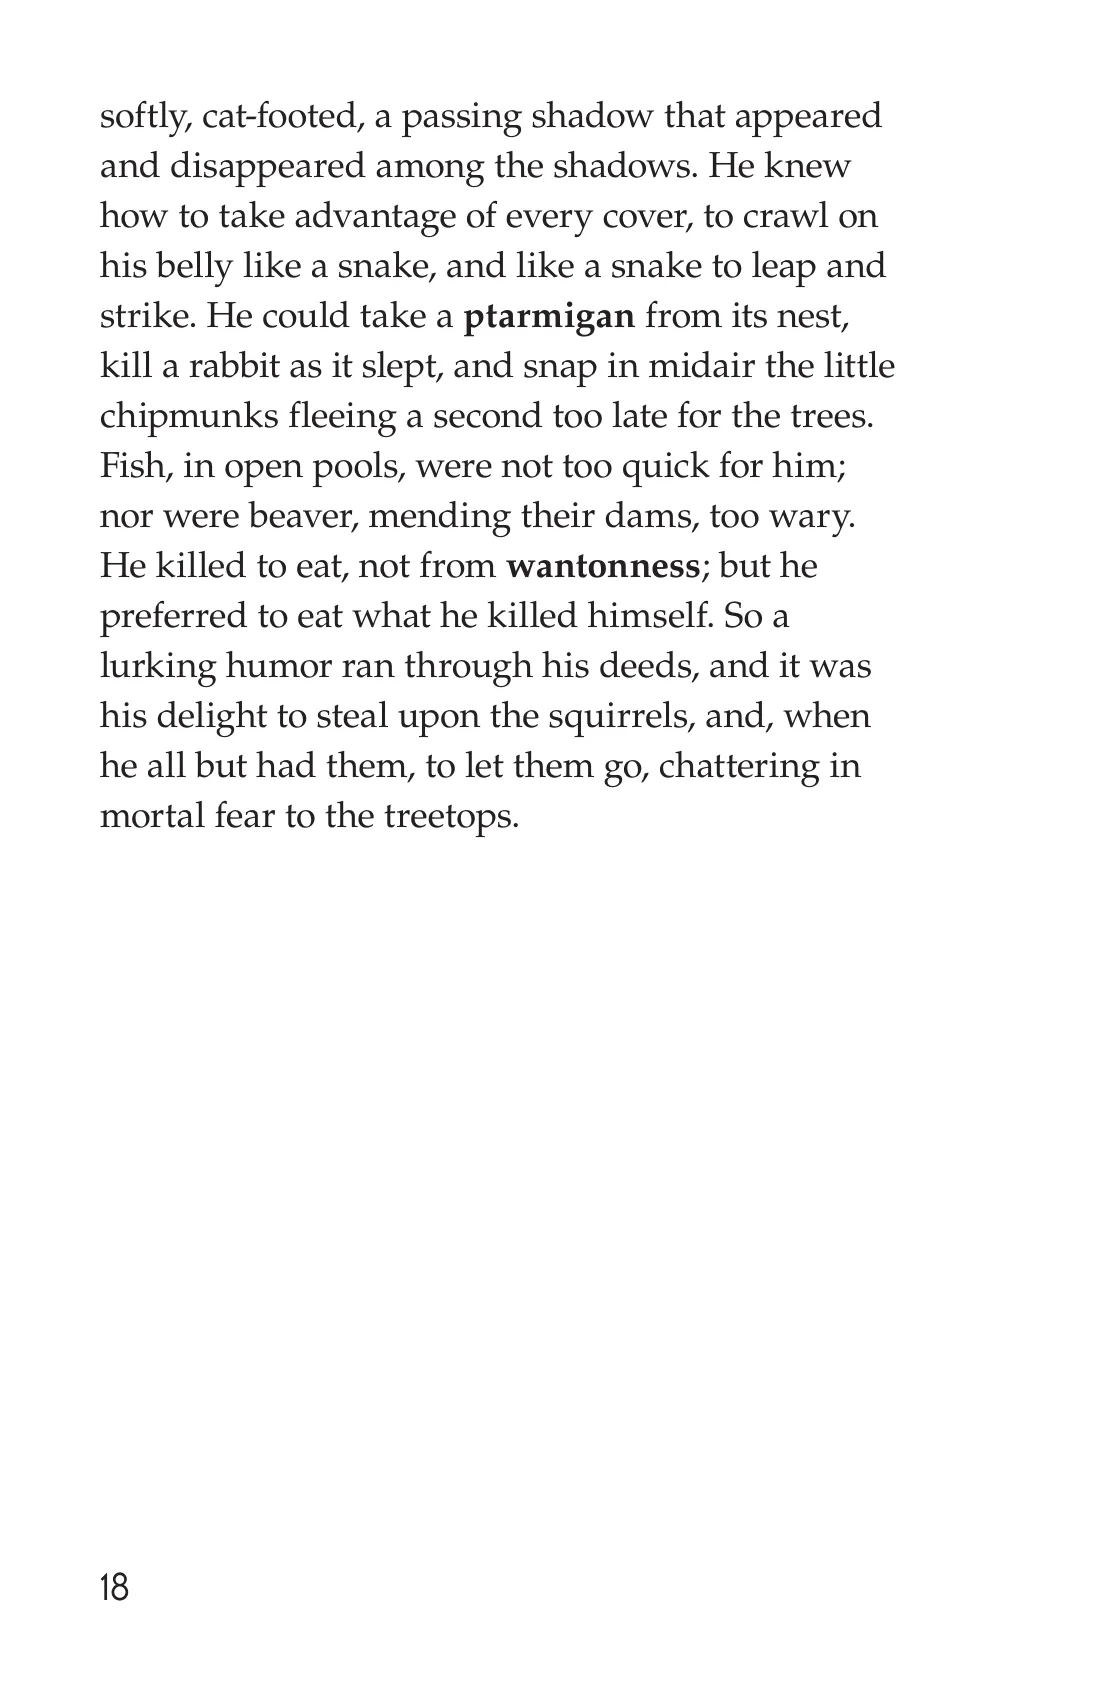 softly, cat-footed, a passing shadow that appeared
and disappeared among the shadows. He knew
how to take advantage of every cover, to crawl on
his belly like a snake, and like a snake to leap and
strike. He could take a ptarmigan from its nest,
kill a rabbit as it slept, and snap in midair the little
chipmunks fleeing a second too late for the trees.
Fish, in open pools, were not too quick for him;
nor were beaver, mending their dams, too wary.
He killed to eat, not from wantonness; but he
preferred to eat what he killed himself. So a
lurking humor ran through his deeds, and it was
his delight to steal upon the squirrels, and, when
he all but had them, to let them go, chattering in
mortal fear to the treetops.
18